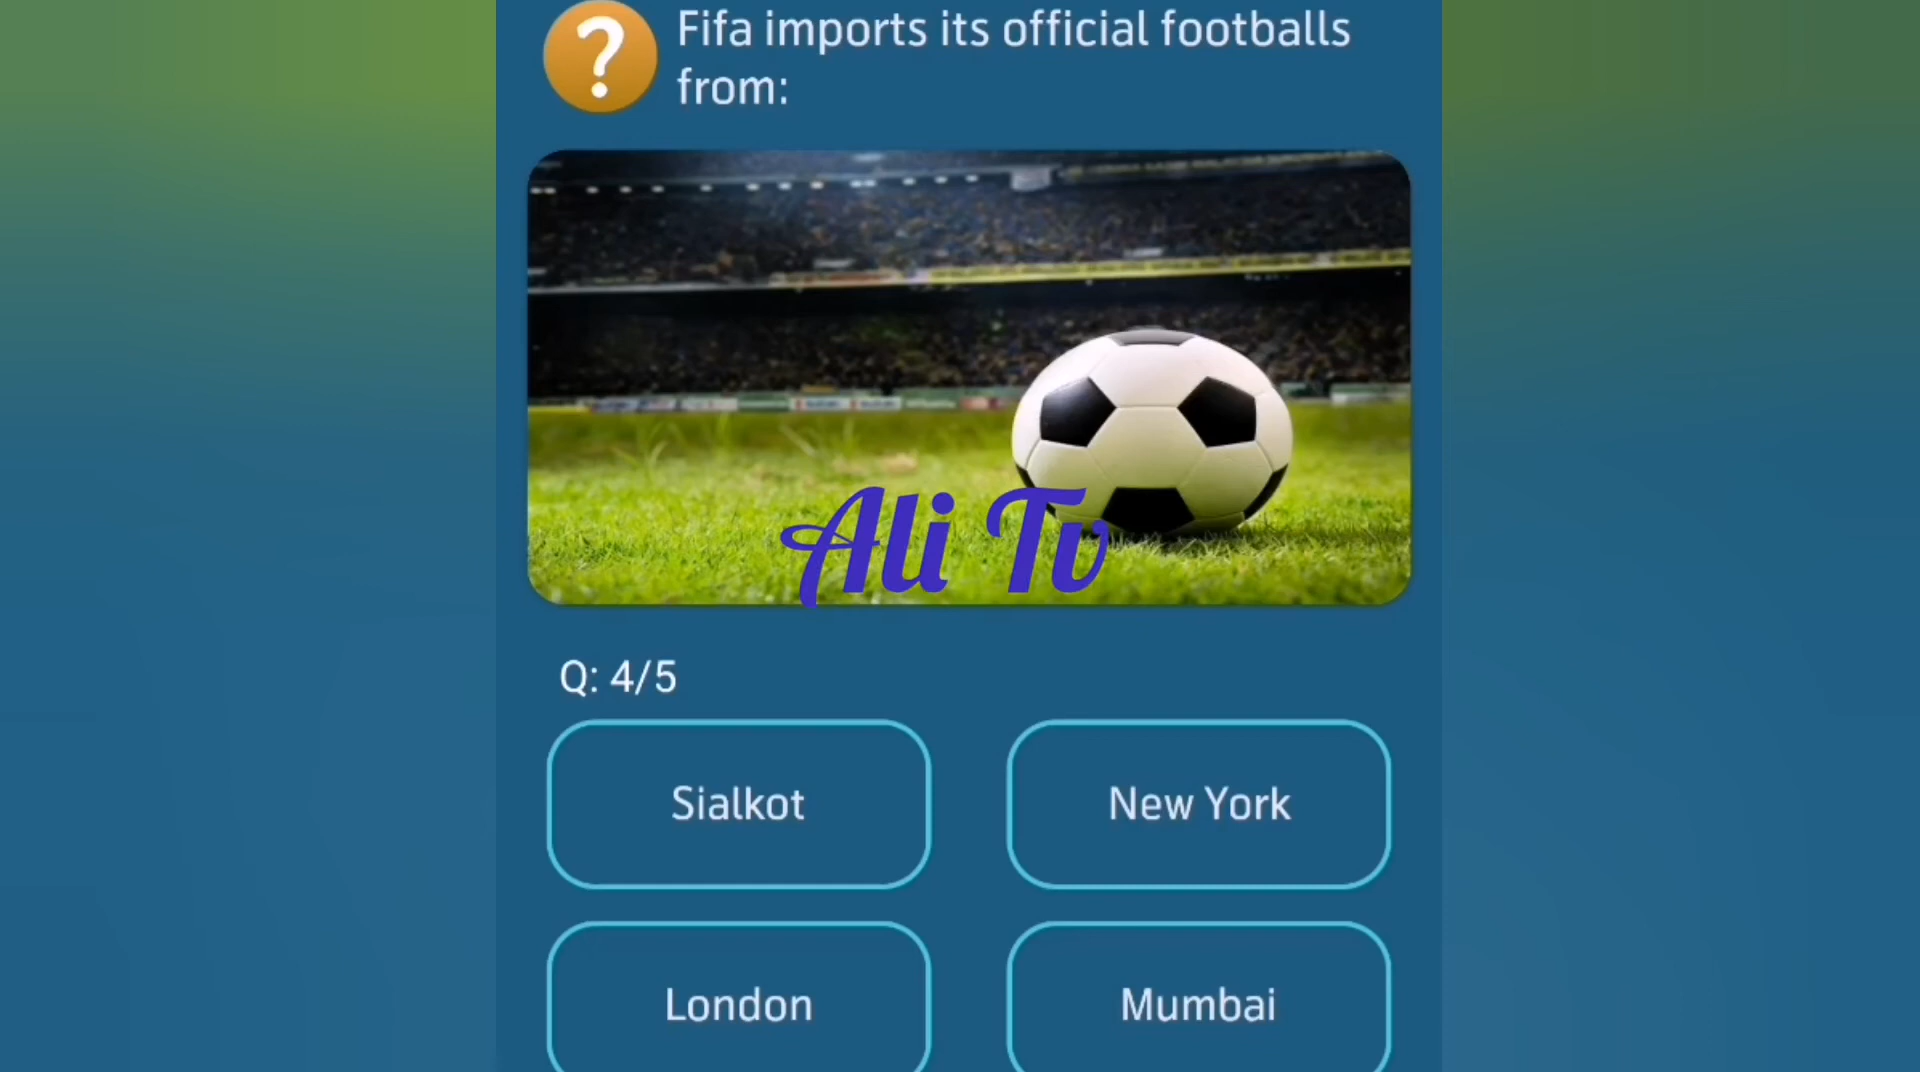 ?
Fifa imports its official footballs
from:
Ali Tv
Q: 4/5
Sialkot
New York
London
Mumbai